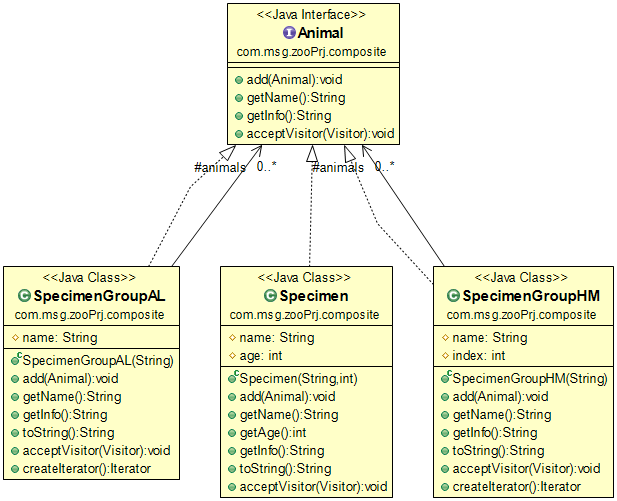 <<Java Interface>>
Animal
com.msg.zooPrj.composite
add(Animal):void
getName():String
getInfo():String
acceptVisitor(Visitor):void
#animals 0..* #animals 0..*
<<Java Class>>
SpecimenGroupAL
com.msg.zooPrj.composite
name: String
SpecimenGroupAL(String)
add(Animal):void
getName():String
getInfo():String
toString():String
acceptVisitor(Visitor):void
createIterator():Iterator
<<Java Class>>
Specimen
com.msg.zooPrj.composite
name: String
age: int
Specimen(String,int)
add(Animal):void
getName():String
getAge():int
getInfo():String
toString():String
acceptVisitor(Visitor):void
<<Java Class>>
SpecimenGroupHM
com.msg.zooPrj.composite
name: String
index: int
SpecimenGroupHM(String)
add(Animal):void
getName():String
getInfo():String
toString():String
acceptVisitor(Visitor):void
createIterator():Iterator